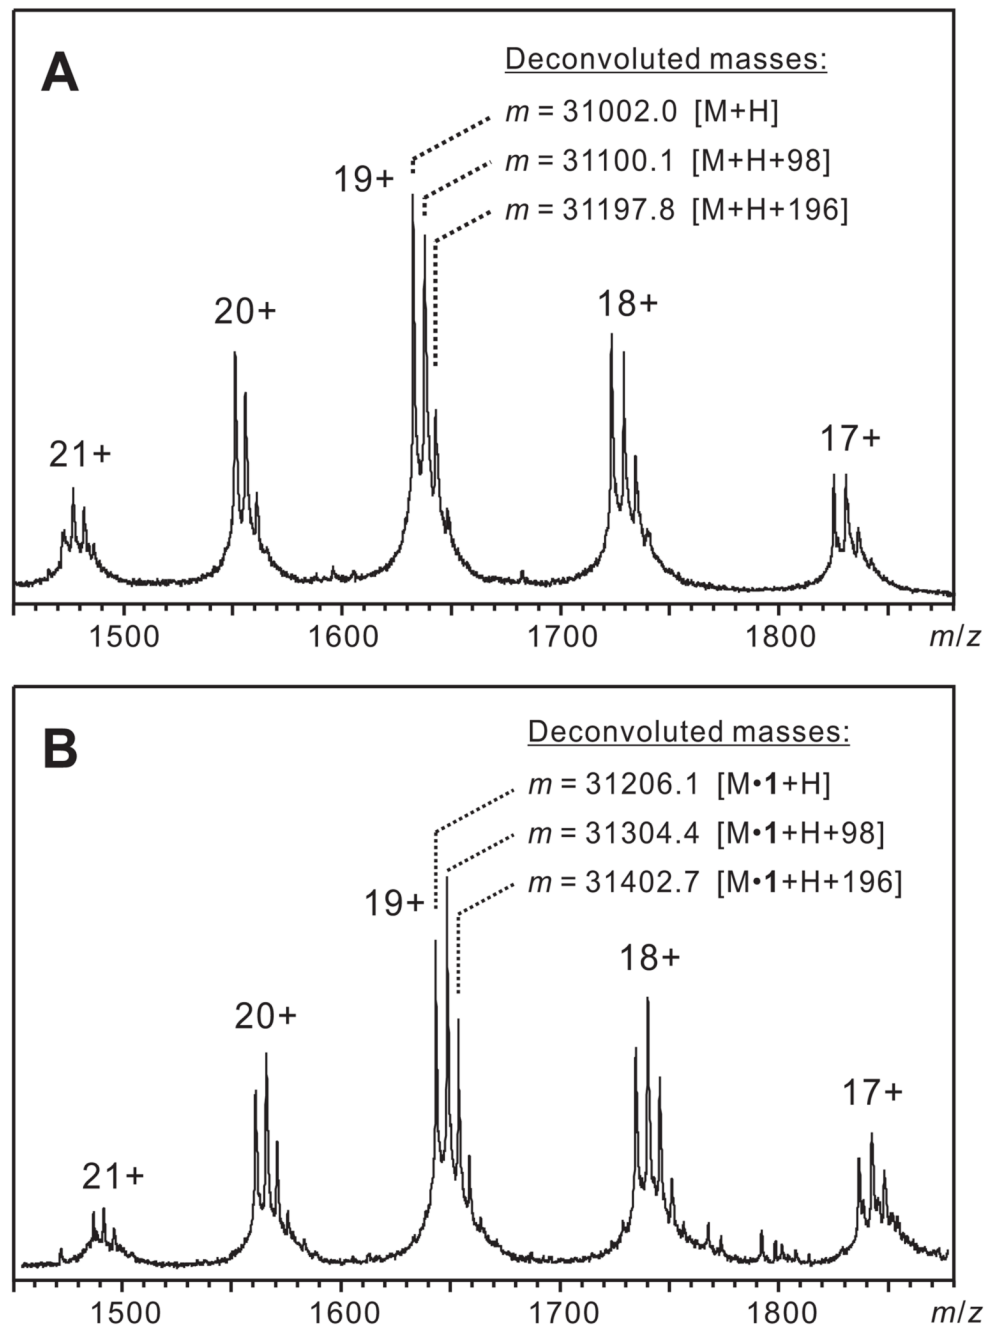 A
Deconvoluted masses:
m = 31002.0 [M+H]
m = 31100.1 [M+H+98]
m = 31197.8 [M+H+196]
19+
20+
18+
21+
17+
1500 1600 1700 1800 m/z
B
Deconvoluted masses:
m = 31206.1 [M•1+H]
m = 31304.4 [M•1+H+98]
m = 31402.7 [M•1+H+196]
19+
18+
20+
17+
21+
1500 1600 1700 1800 m/z